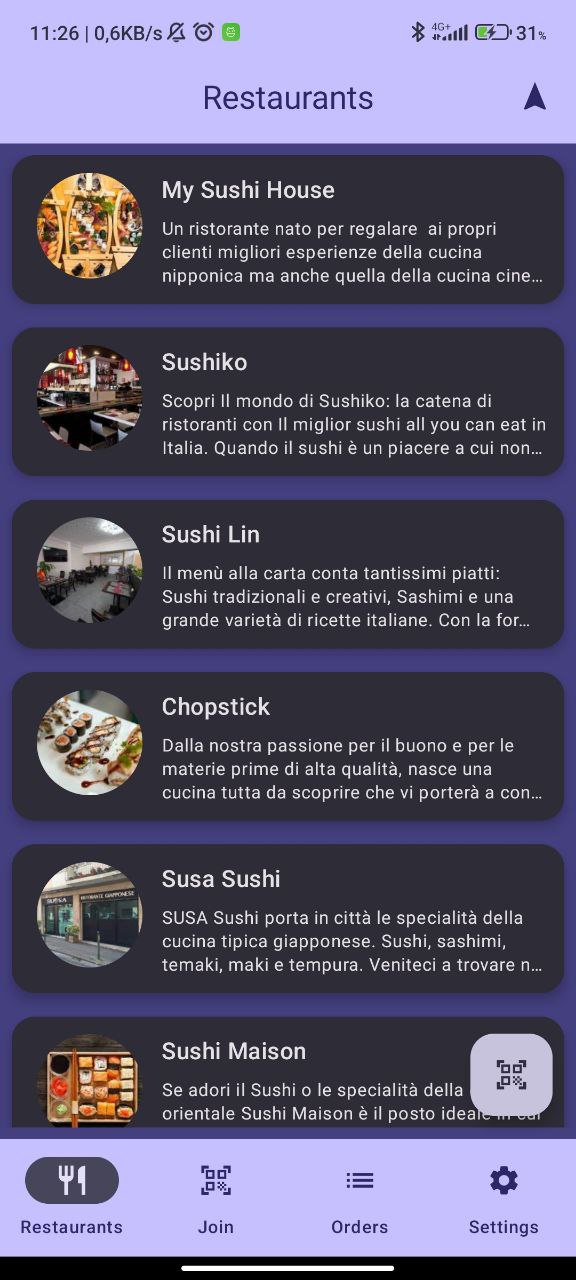 11:26 | 0,6KB/s 4G+ 31%
Restaurants
My Sushi House
Un ristorante nato per regalare  ai propri
clienti migliori esperienze della cucina
nipponica ma anche quella della cucina cine…
Sushiko
Scopri Il mondo di Sushiko: la catena di
ristoranti con Il miglior sushi all you can eat in
Italia. Quando il sushi è un piacere a cui non…
Sushi Lin
Il menù alla carta conta tantissimi piatti:
Sushi tradizionali e creativi, Sashimi e una
grande varietà di ricette italiane. Con la for…
Chopstick
Dalla nostra passione per il buono e per le
materie prime di alta qualità, nasce una
cucina tutta da scoprire che vi porterà a con…
RISTORANTE GIAPPONESE
Susa Sushi
SUSA Sushi porta in città le specialità della
cucina tipica giapponese. Sushi, sashimi,
temaki, maki e tempura. Veniteci a trovare n…
Sushi Maison
Se adori il Sushi o le specialità della
orientale Sushi Maison è il posto ideale in cui
Restaurants
Join
Orders
Settings